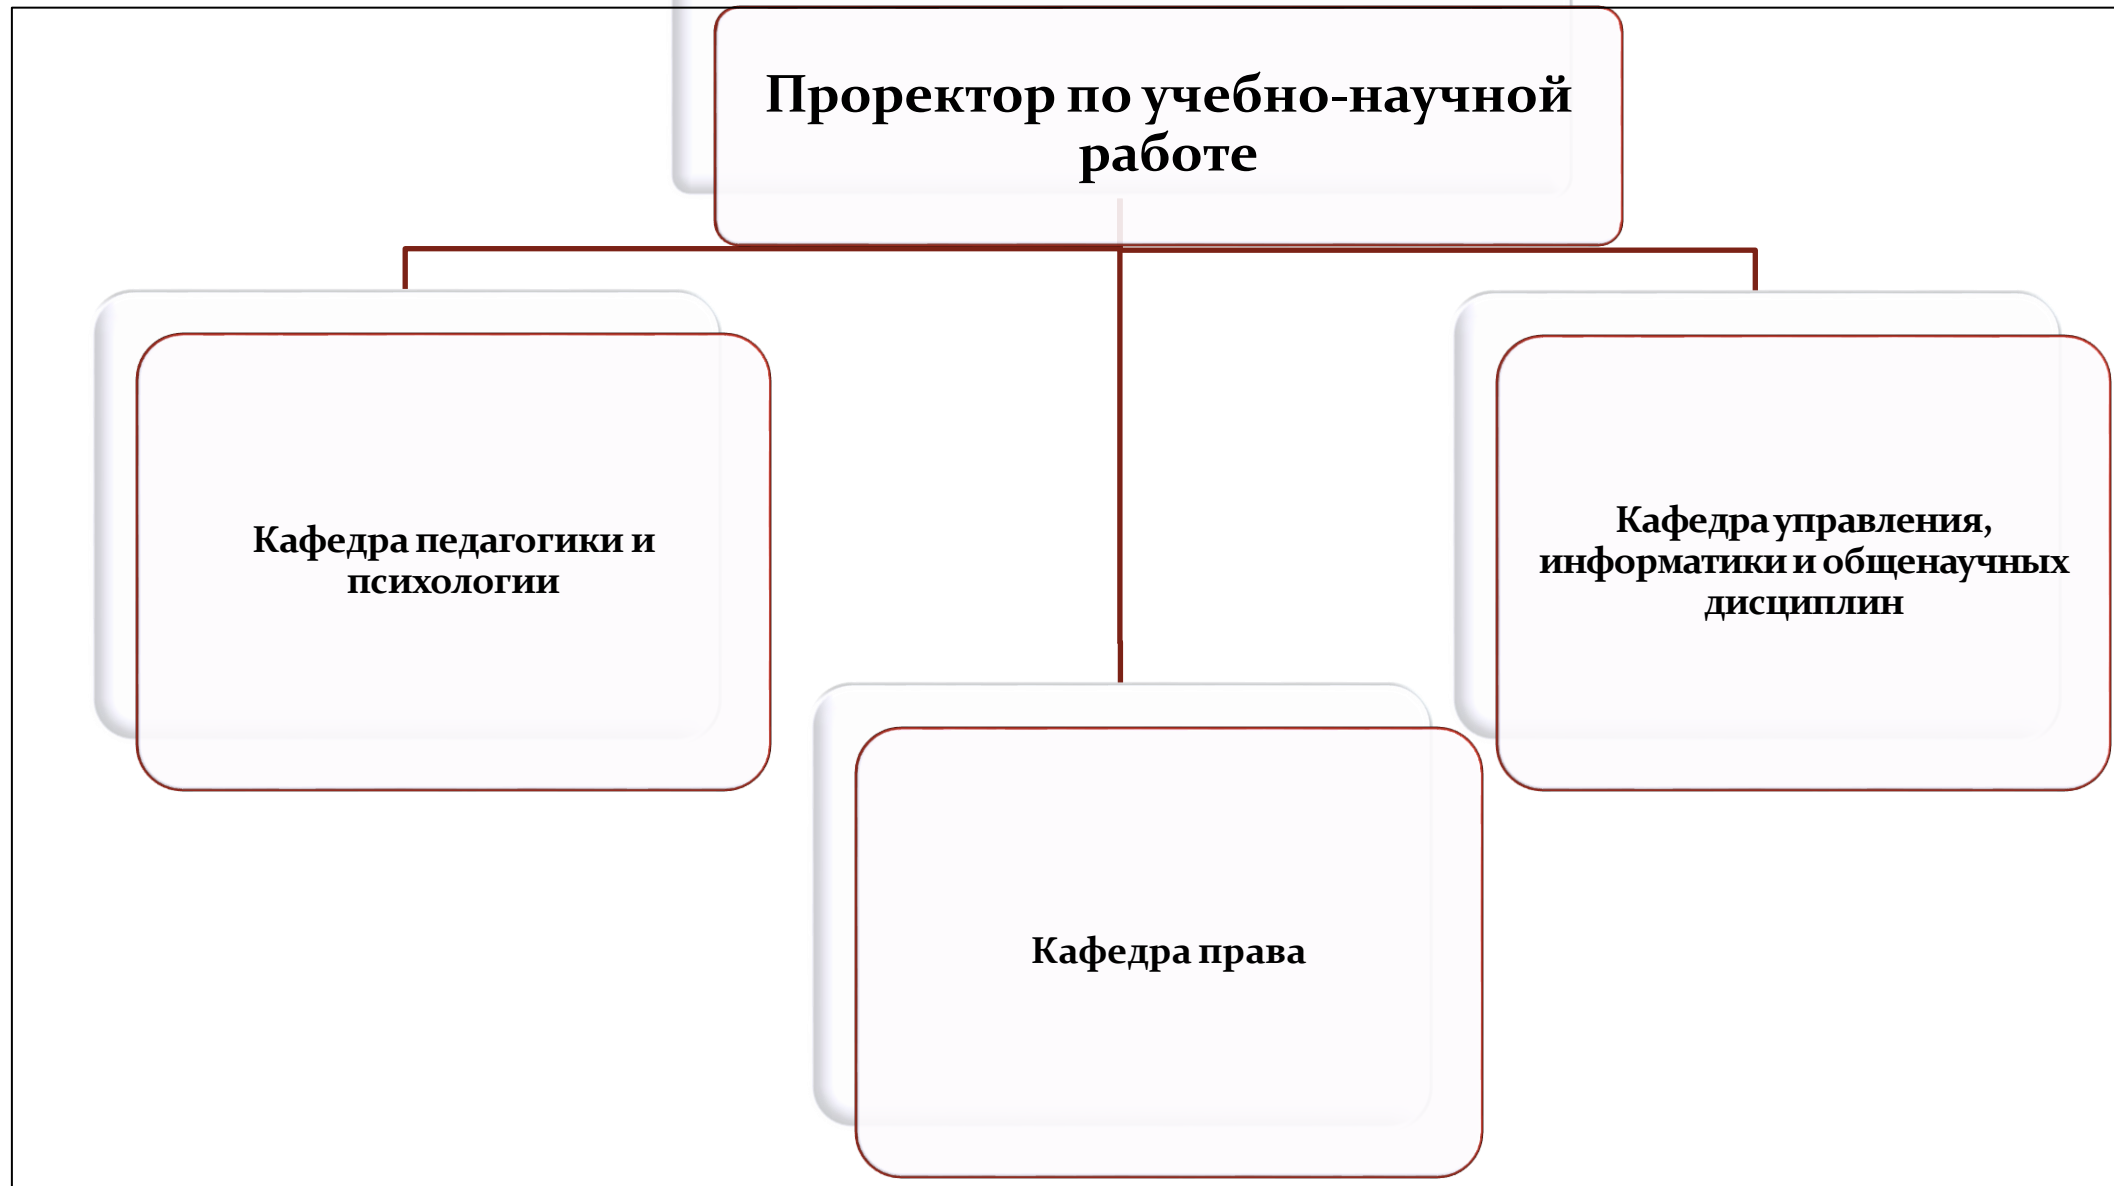 Проректор по учебно-научной
работе
Кафедра педагогики и
психологии
Кафедра управления,
информатики и общенаучных
дисциплин
Кафедра права